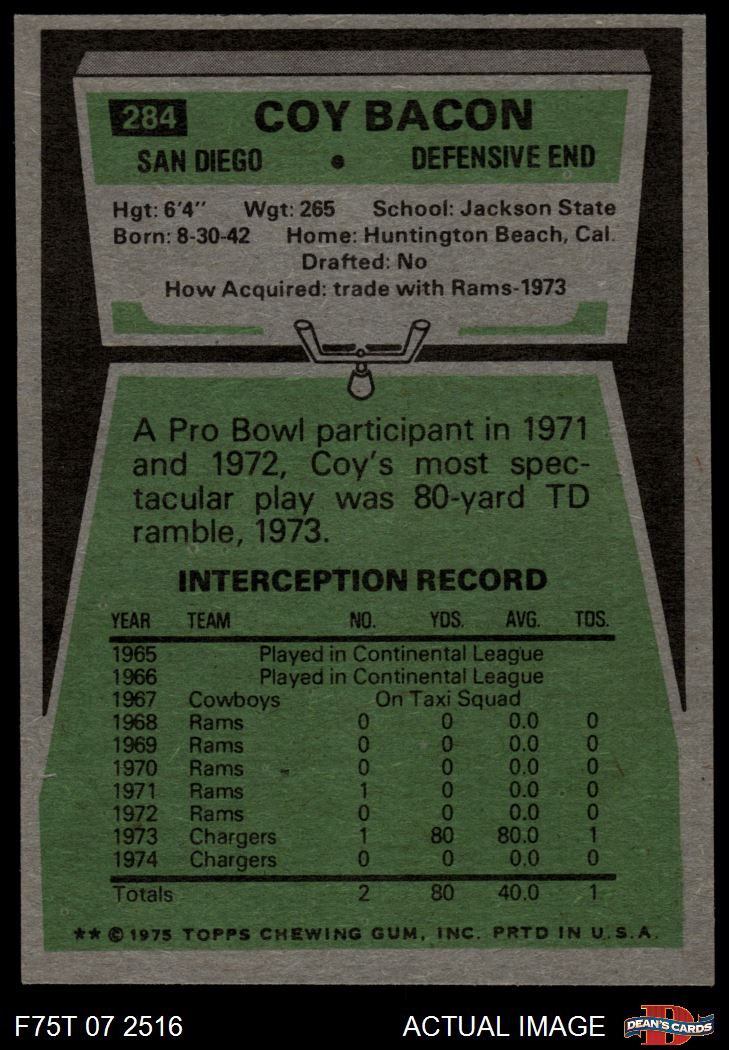 284 COY BACON
SAN DIEGO • DEFENSIVE END
Hgt: 6'4" Wgt: 265 School: Jackson State
Born: 8-30-42 Home: Huntington Beach, Cal.
Drafted: No
How Acquired: trade with Rams-1973
A Pro Bowl participant in 1971
and 1972, Coy's most spec-
tacular play was 80-yard TD
ramble, 1973.
INTERCEPTION RECORD
YEAR TEAM NO. YDS. AVG. TDS.
1965 Played in Continental League
1966 Played in Continental League
1967 Cowboys On Taxi Squad
1968 Rams 0 0 0.0 0
1969 Rams 0 0 0.0 0
1970 Rams 0 0 0.0 0
1971 Rams 1 0 0.0 0
1972 Rams 0 0 0.0 0
1973 Chargers 1 80 80.0 1
1974 Chargers 0 0 0.0 0
Totals 2 80 40.0 1
** © 1975 TOPPS CHEWING GUM, INC. PRTD IN U.S.A.
F75T 07 2516 ACTUAL IMAGE D DEAN'S CARDS